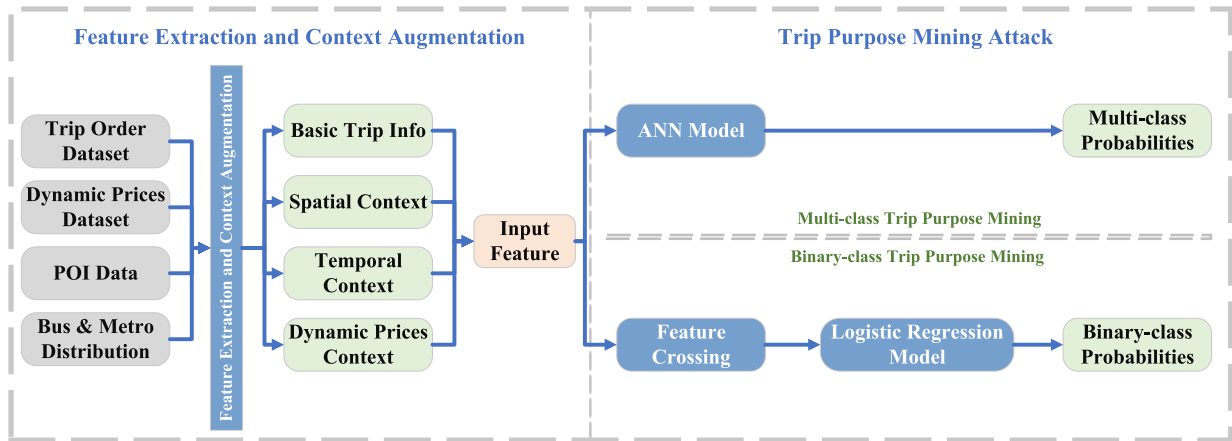 Feature Extraction and Context Augmentation
Trip Order
Dataset
Dynamic Prices
Dataset
POI Data
Bus & Metro
Distribution
Feature Extraction and Context Augmentation
Basic Trip Info
Spatial Context
Temporal
Context
Dynamic Prices
Context
Input
Feature
Trip Purpose Mining Attack
ANN Model
Multi-class
Probabilities
Multi-class Trip Purpose Mining
Binary-class Trip Purpose Mining
Feature
Crossing
Logistic Regression
Model
Binary-class
Probabilities